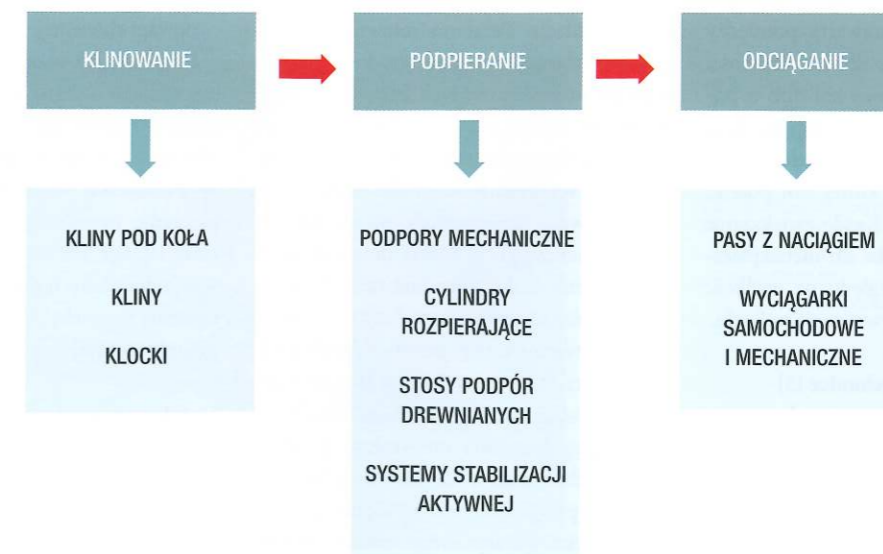 KLINOWANIE
PODPIERANIE
ODCIĄGANIE
KLINY POD KOŁA
KLINY
KLOCKI
PODPORY MECHANICZNE
CYLINDRY
ROZPIERAJĄCE
STOSY PODPÓR
DREWNIANYCH
SYSTEMY STABILIZACJI
AKTYWNEJ
PASY Z NACIĄGIEM
WYCIĄGARKI
SAMOCHODOWE
I MECHANICZNE